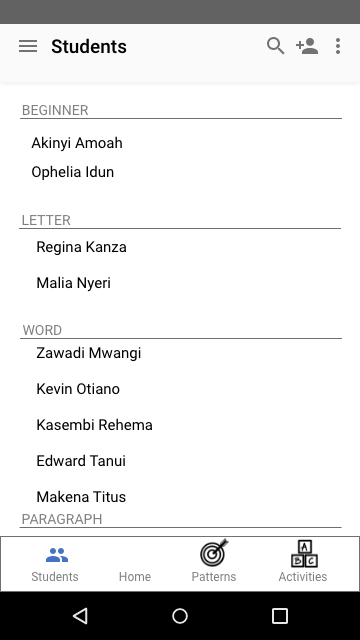 Students
BEGINNER
Akinyi Amoah
Ophelia Idun
LETTER
Regina Kanza
Malia Nyeri
WORD
Zawadi Mwangi
Kevin Otiano
Kasembi Rehema
Edward Tanui
Makena Titus
PARAGRAPH
A
B C
Students Home Patterns Activities